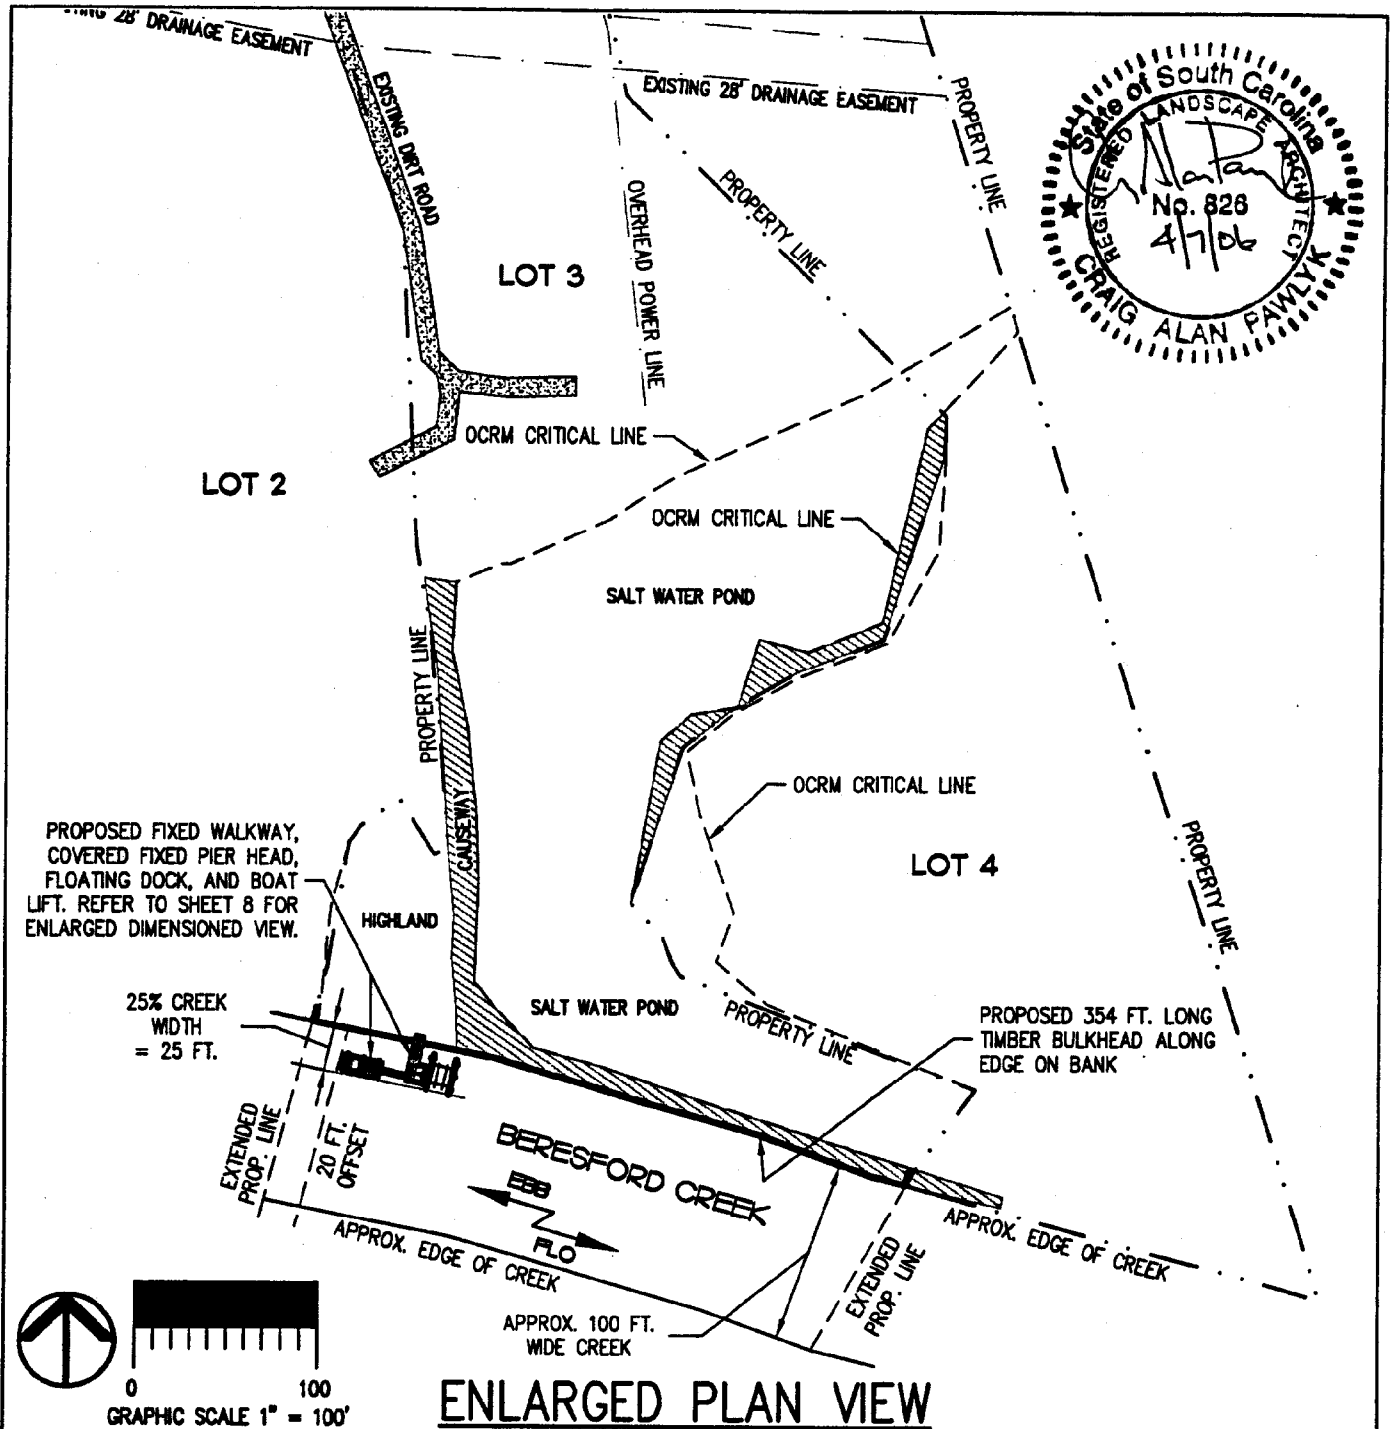 28' DRAINAGE EASEMENT
EXISTING 28' DRAINAGE EASEMENT
EXISTING DIRT ROAD
PROPERTY LINE
PROPERTY LINE
OVERHEAD POWER LINE
State of South Carolina
REGISTERED LANDSCAPE ARCHITECT
No. 826
4/7/06
CRAIG ALAN PAWLYK
LOT 3
OCRM CRITICAL LINE
LOT 2
OCRM CRITICAL LINE
SALT WATER POND
PROPERTY LINE
CAUSEWAY
OCRM CRITICAL LINE
LOT 4
PROPERTY LINE
PROPOSED FIXED WALKWAY,
COVERED FIXED PIER HEAD,
FLOATING DOCK, AND BOAT
LIFT. REFER TO SHEET 8 FOR
ENLARGED DIMENSIONED VIEW.
HIGHLAND
25% CREEK
WIDTH
= 25 FT.
SALT WATER POND
PROPERTY LINE
PROPOSED 354 FT. LONG
TIMBER BULKHEAD ALONG
EDGE ON BANK
EXTENDED
PROP. LINE
20 FT.
OFFSET
BERESFORD CREEK
EBB
FLO
APPROX. EDGE OF CREEK
APPROX. EDGE OF CREEK
EXTENDED
PROP. LINE
APPROX. 100 FT.
WIDE CREEK
0 100
GRAPHIC SCALE 1" = 100'
ENLARGED PLAN VIEW